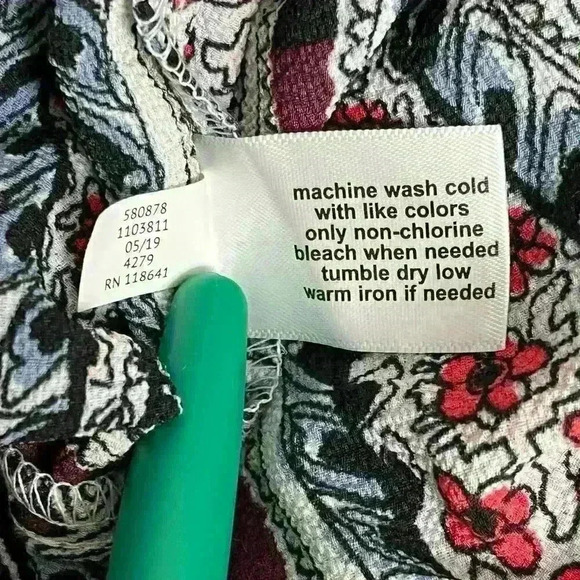 580878
1103811
05/19
4279
RN 118641
machine wash cold
with like colors
only non-chlorine
bleach when needed
tumble dry low
warm iron if needed